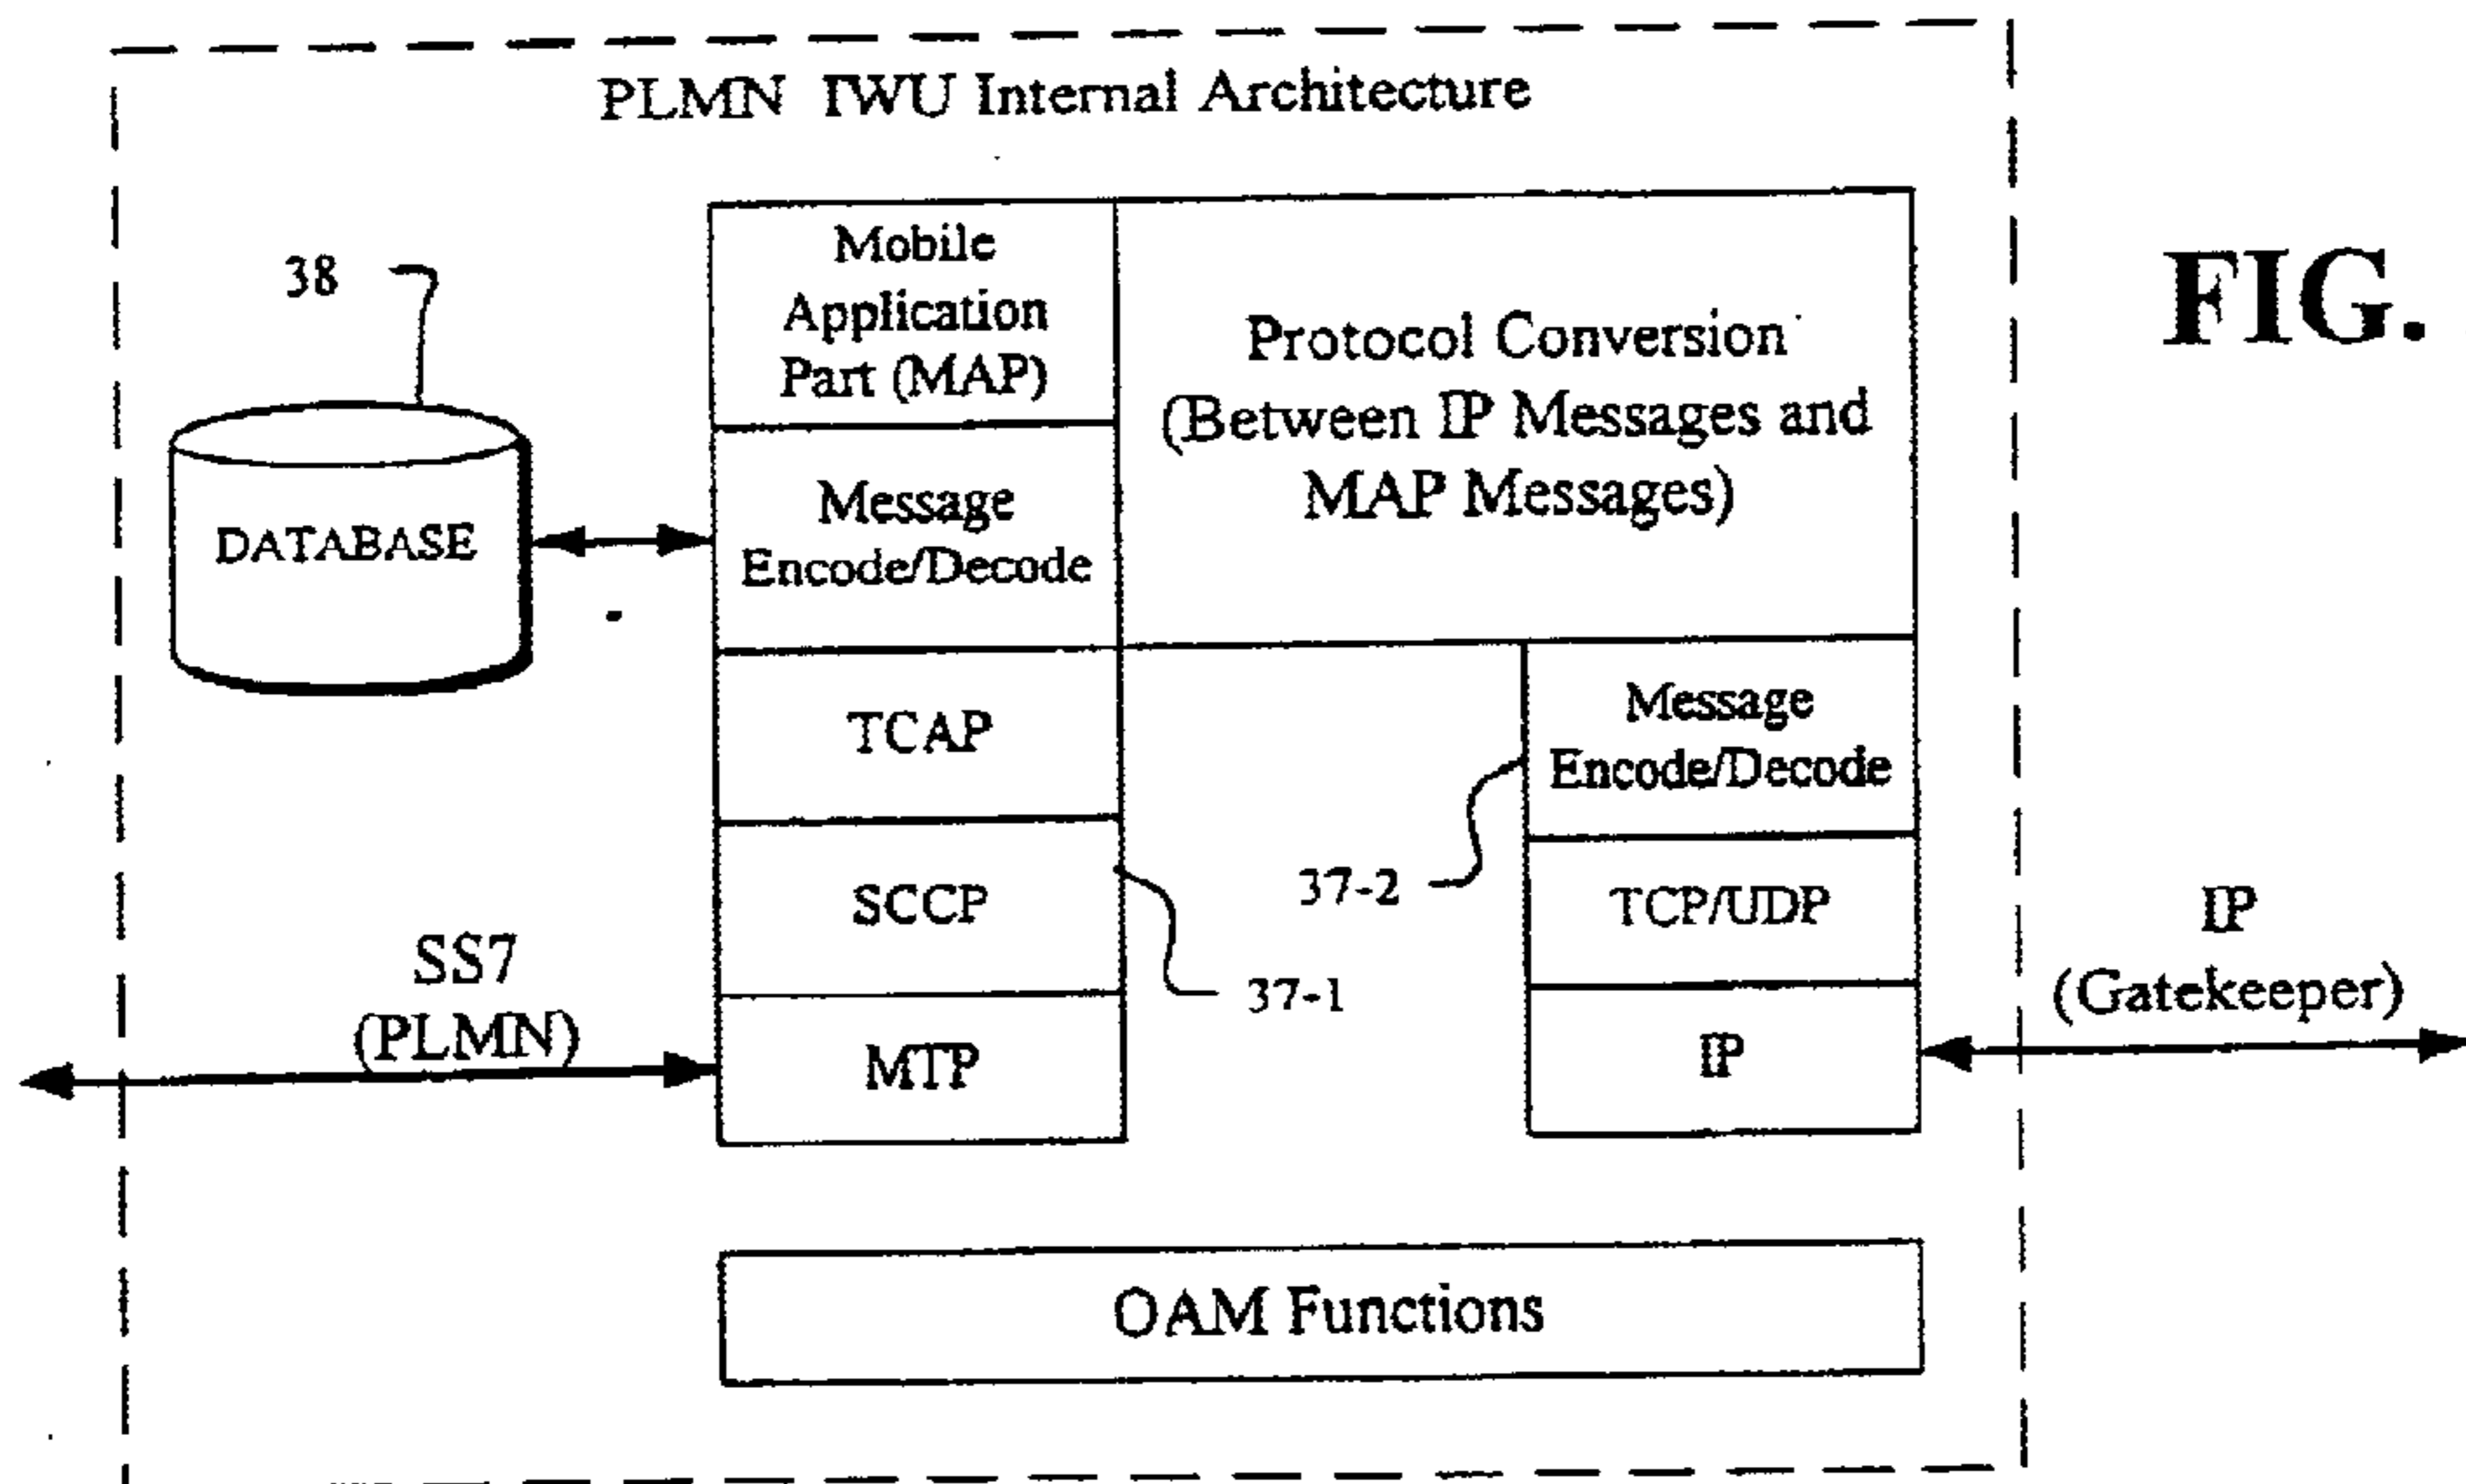 PLMN IWU Internal Architecture
FIG.
38
DATABASE
Mobile
Application
Part (MAP)
Protocol Conversion
(Between IP Messages and
MAP Messages)
Message
Encode/Decode
TCAP
SCCP
MTP
37-1
37-2
Message
Encode/Decode
TCP/UDP
IP
SS7
(PLMN)
IP
(Gatekeeper)
OAM Functions